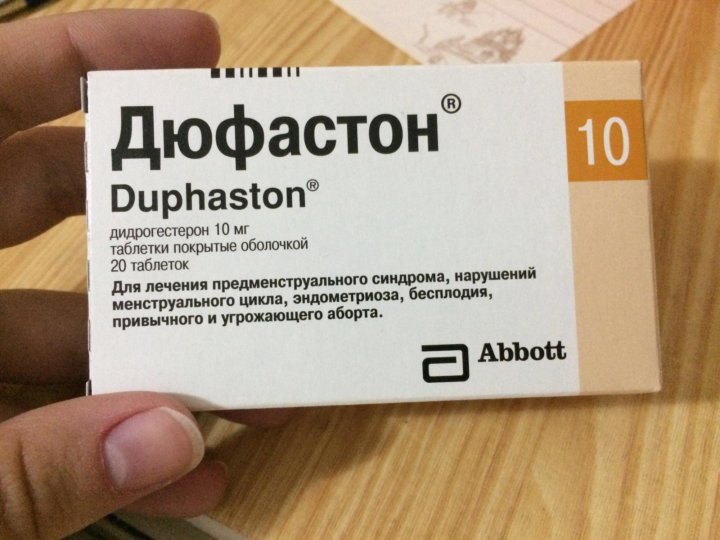 Дюфастон®
10
Duphaston®
дидрогестерон 10 мг
таблетки покрытые оболочкой
20 таблеток
Для лечения предменструального синдрома, нарушений
менструального цикла, эндометриоза, бесплодия,
привычного и угрожающего аборта.
Abbott